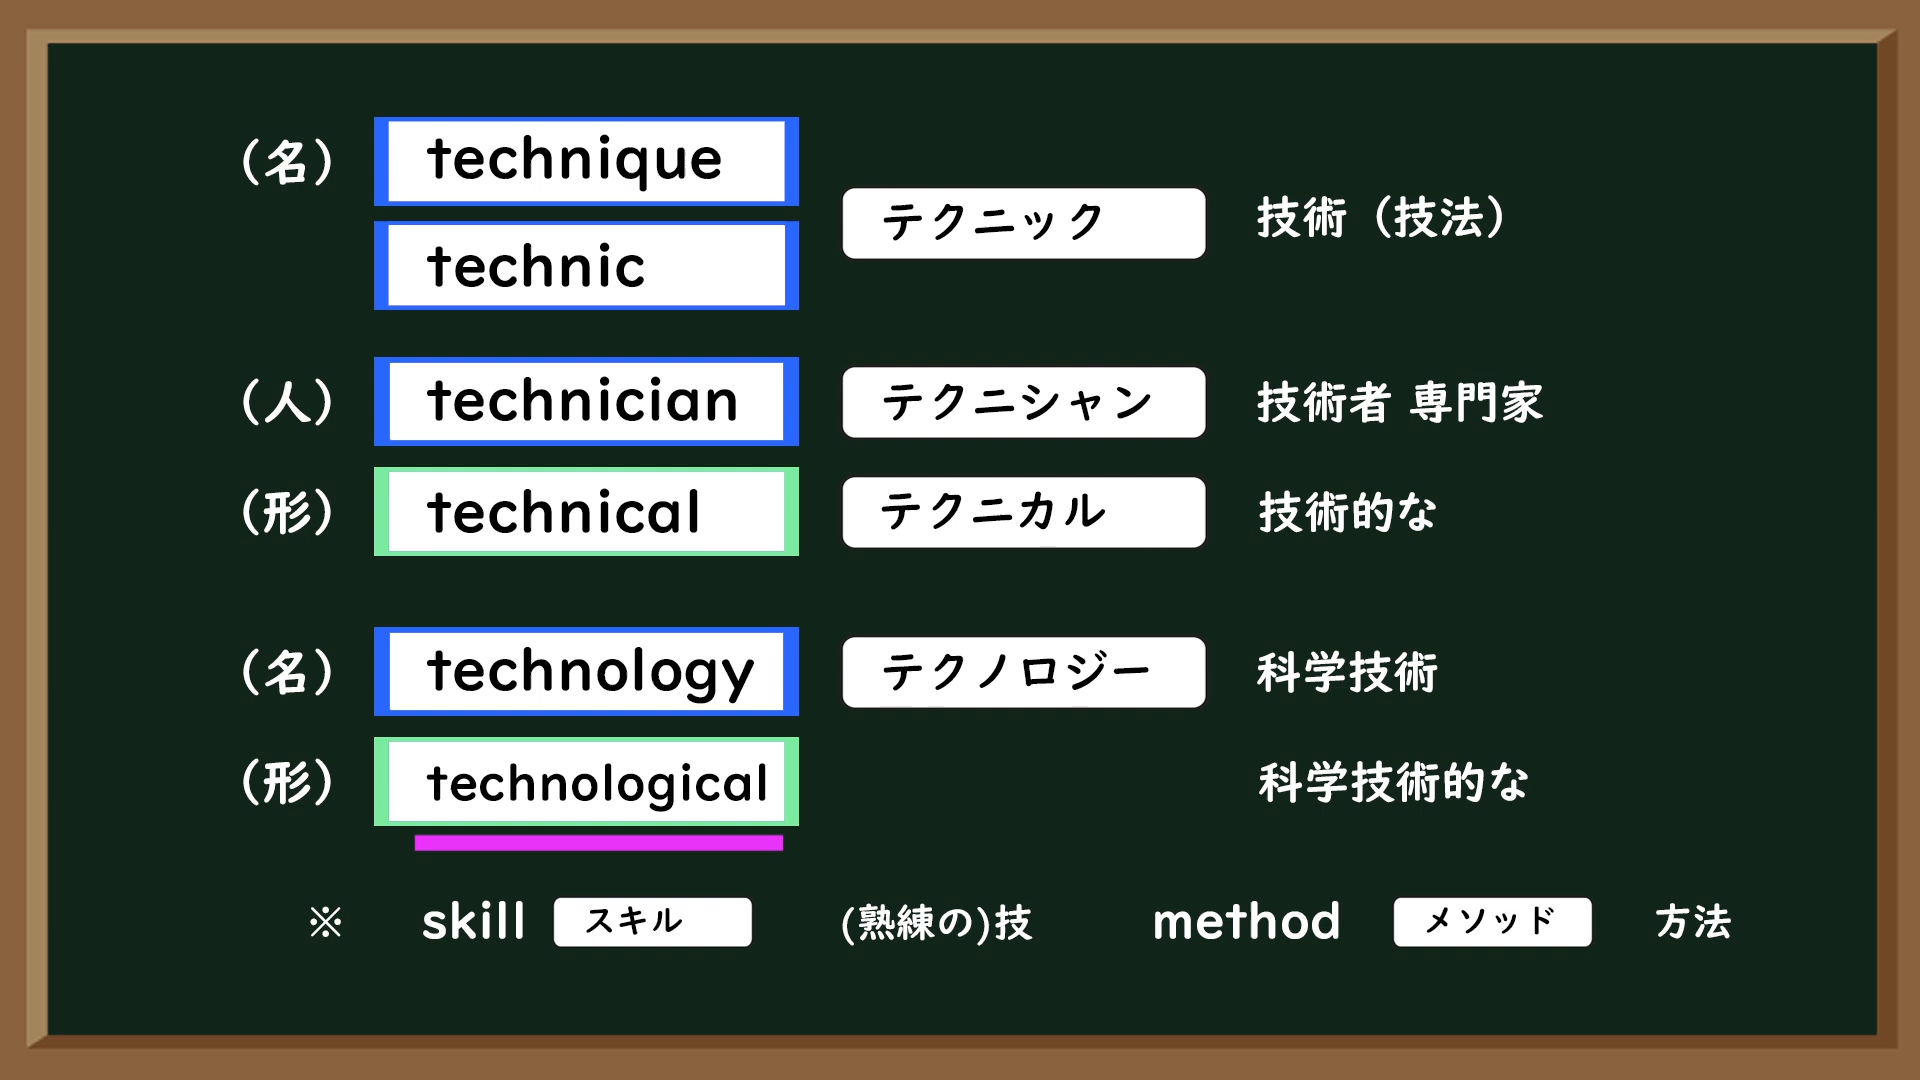 （名） technique
technic
テクニック 技術（技法）
（人） technician テクニシャン 技術者 専門家
（形） technical テクニカル 技術的な
（名） technology テクノロジー 科学技術
（形） technological 科学技術的な
※ skill スキル (熟練の)技 method メソッド 方法